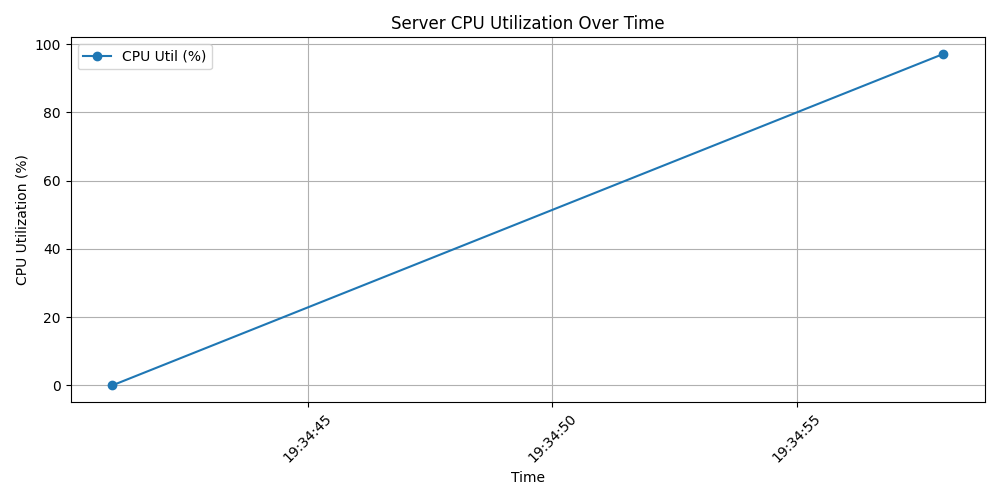 Server CPU Utilization Over Time
CPU Util (%)
CPU Utilization (%)
100
80
60
40
20
0
19:34:45
19:34:50
19:34:55
Time